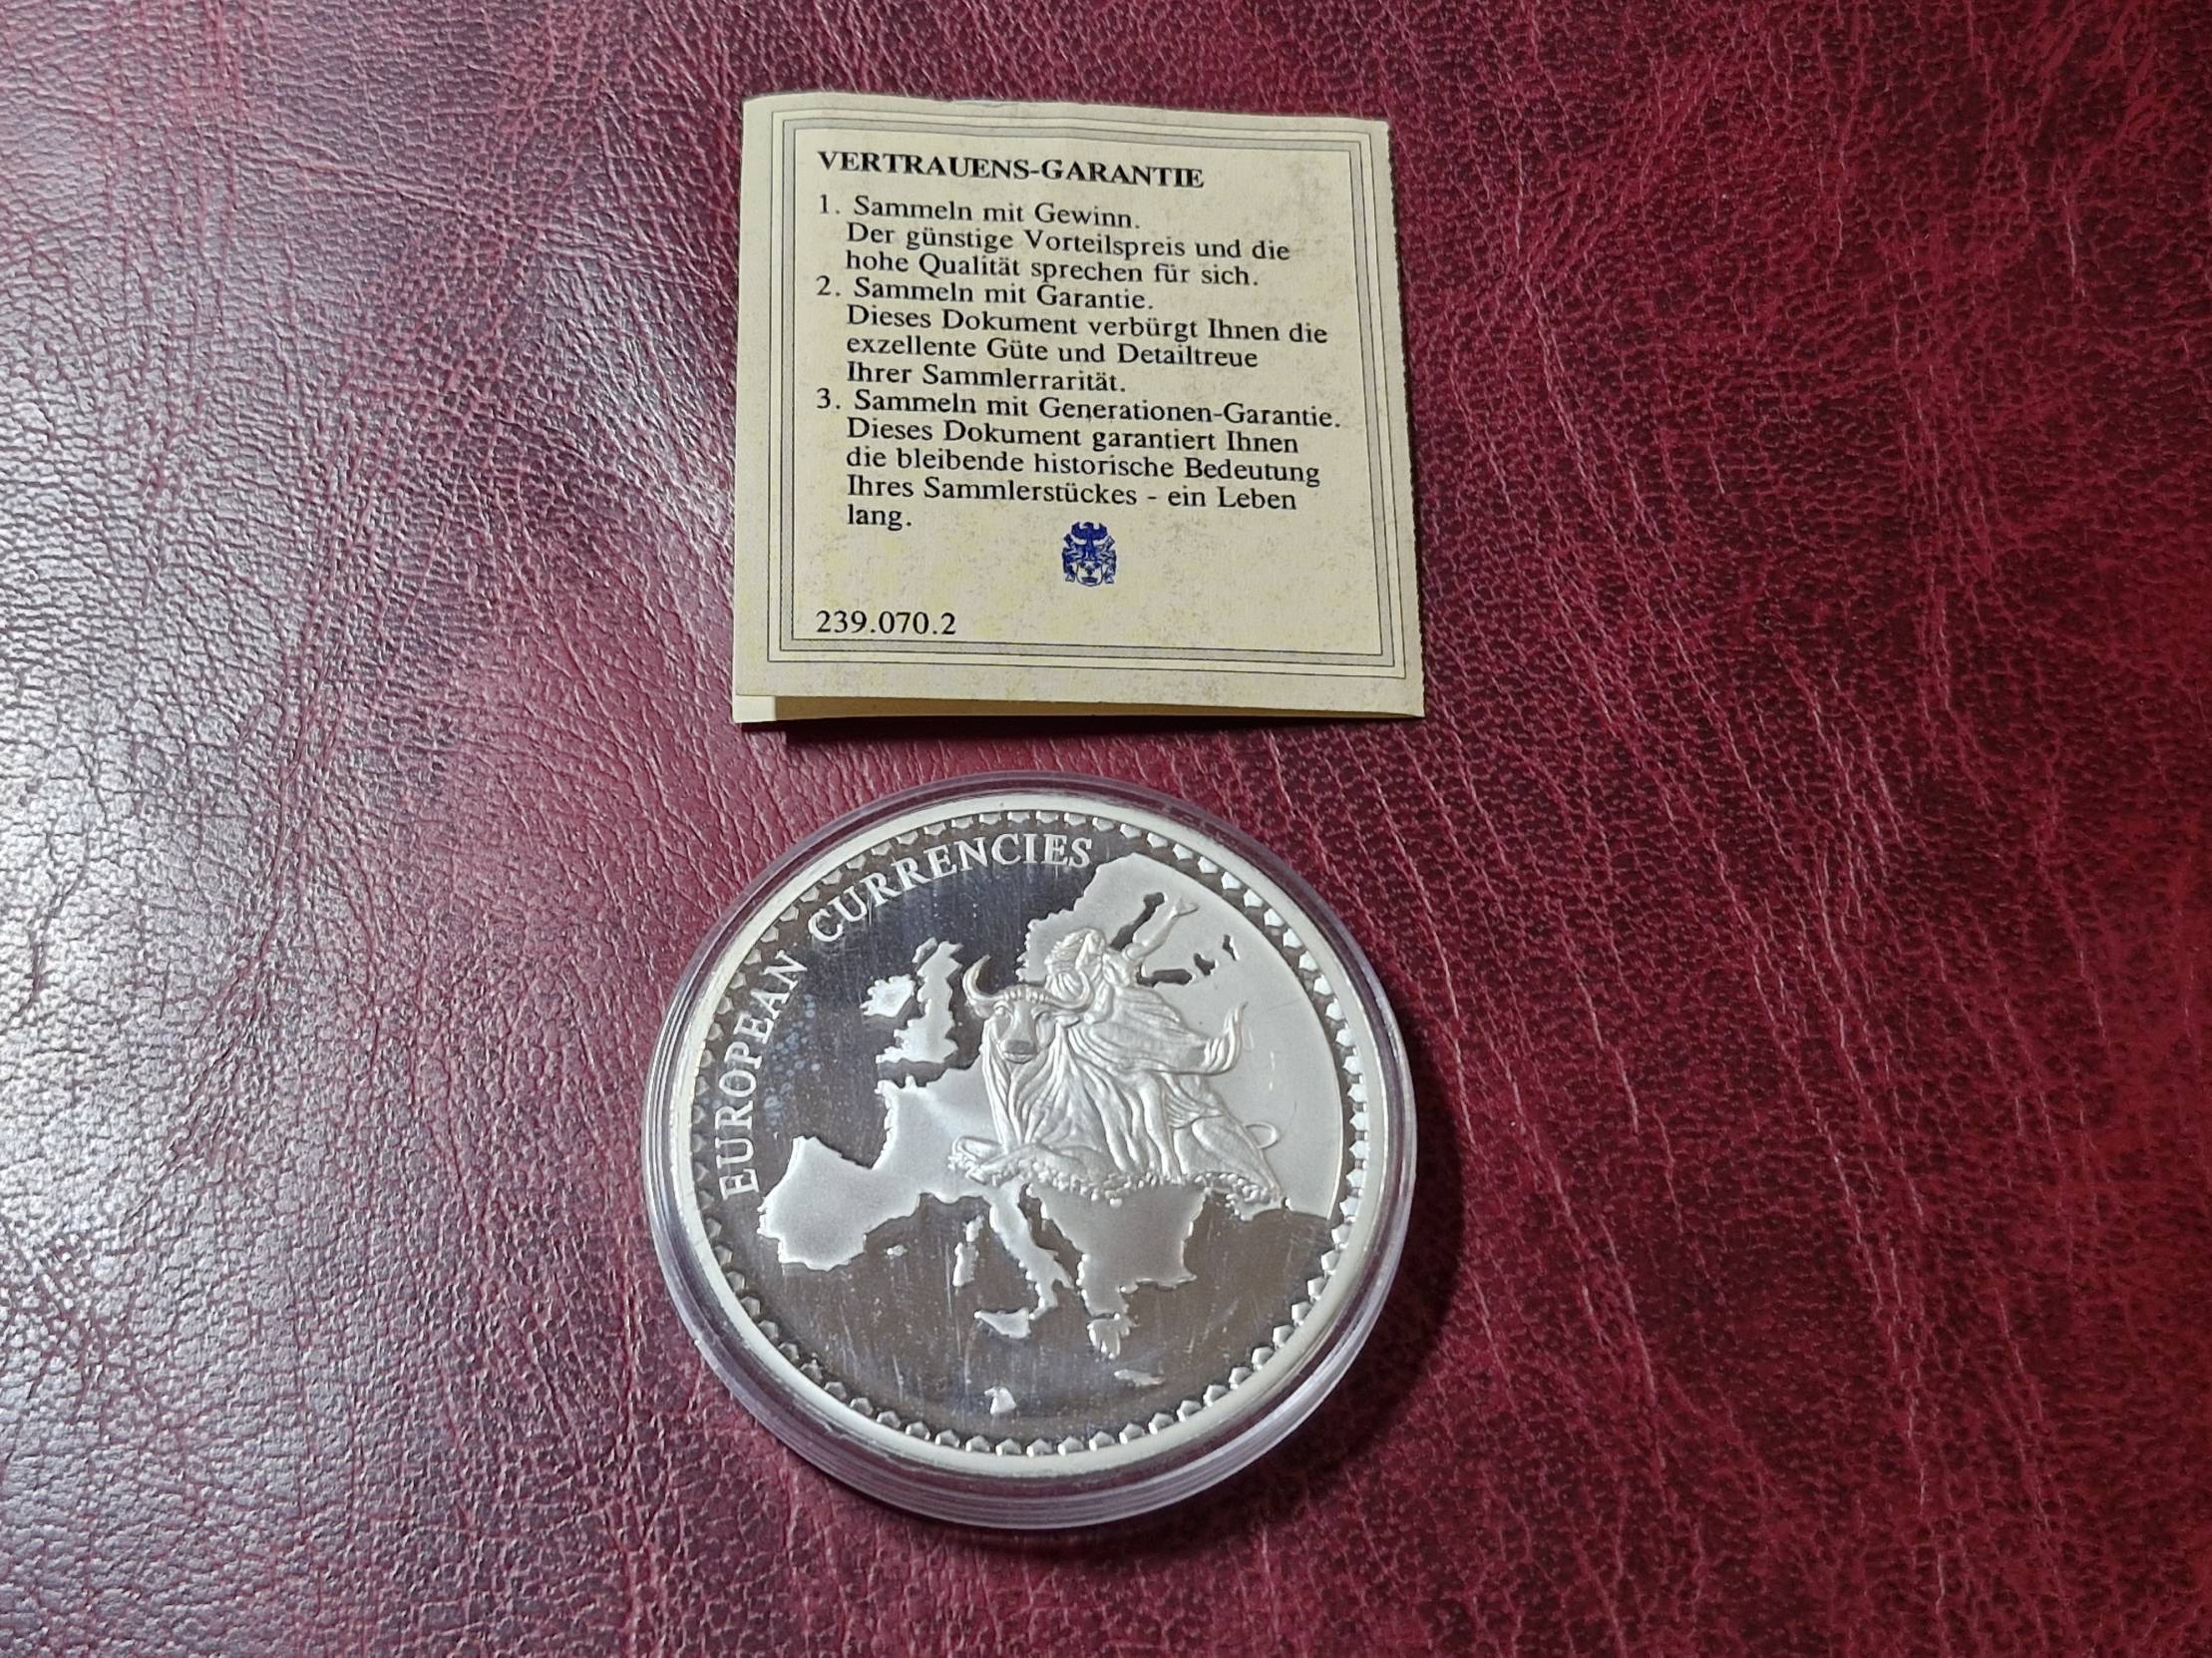 VERTRAUENS-GARANTIE
1. Sammeln mit Gewinn.
Der günstige Vorteilspreis und die
hohe Qualität sprechen für sich.
2. Sammeln mit Garantie.
Dieses Dokument verbürgt Ihnen die
exzellente Güte und Detailtreue
Ihrer Sammlerrarität.
3. Sammeln mit Generationen-Garantie.
Dieses Dokument garantiert Ihnen
die bleibende historische Bedeutung
Ihres Sammlerstückes - ein Leben
lang.
239.070.2
EUROPEAN CURRENCIES